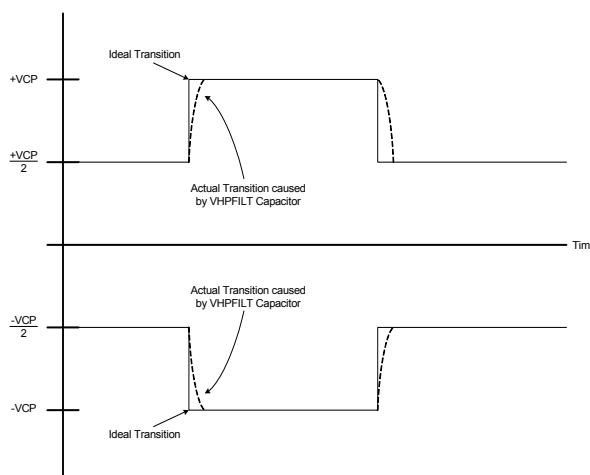 Ideal Transition
+VCP
+VCP
2
Actual Transition caused
by VHPFILT Capacitor
Tim
Actual Transition caused
by VHPFILT Capacitor
-VCP
2
-VCP
Ideal Transition